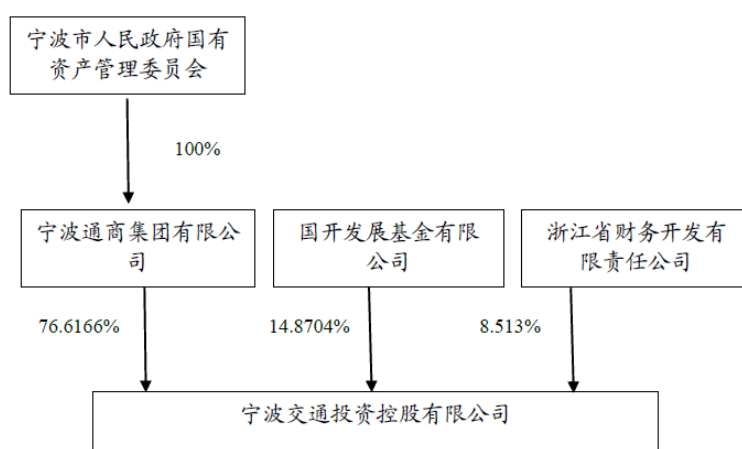 宁波市人民政府国有
资产管理委员会
100%
宁波通商集团有限公
司
国开发展基金有限
公司
浙江省财务开发有
限责任公司
76.6166%
14.8704%
8.513%
宁波交通投资控股有限公司